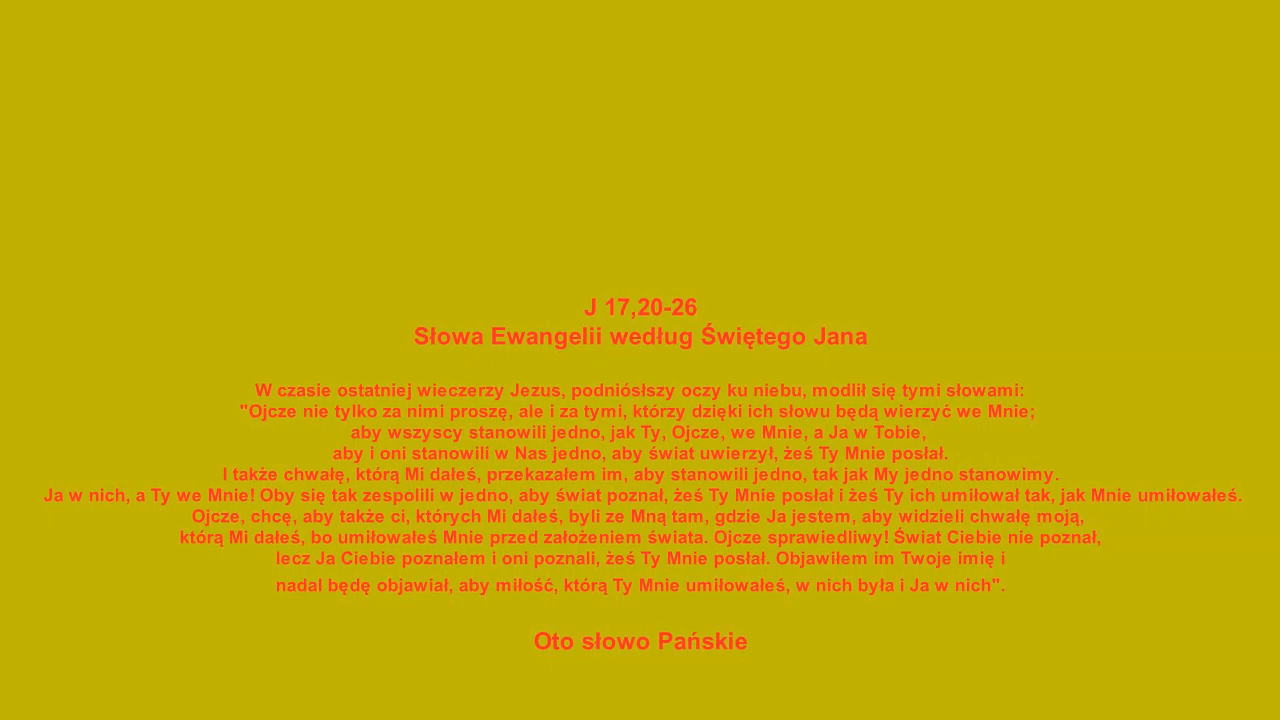 J 17,20-26
Słowa Ewangelii według Świętego Jana
W czasie ostatniej wieczerzy Jezus, podniósłszy oczy ku niebu, modlił się tymi słowami:
"Ojcze nie tylko za nimi proszę, ale i za tymi, którzy dzięki ich słowu będą wierzyć we Mnie;
aby wszyscy stanowili jedno, jak Ty, Ojcze, we Mnie, a Ja w Tobie,
aby i oni stanowili w Nas jedno, aby świat uwierzył, żeś Ty Mnie posłał.
I także chwałę, którą Mi dałeś, przekazałem im, aby stanowili jedno, tak jak My jedno stanowimy.
Ja w nich, a Ty we Mnie! Oby się tak zespolili w jedno, aby świat poznał, żeś Ty Mnie posłał i żeś Ty ich umiłował tak, jak Mnie umiłowałeś.
Ojcze, chcę, aby także ci, których Mi dałeś, byli ze Mną tam, gdzie Ja jestem, aby widzieli chwałę moją,
którą Mi dałeś, bo umiłowałeś Mnie przed założeniem świata. Ojcze sprawiedliwy! Świat Ciebie nie poznał,
lecz Ja Ciebie poznałem i oni poznali, żeś Ty Mnie posłał. Objawiłem im Twoje imię i
nadal będę objawiał, aby miłość, którą Ty Mnie umiłowałeś, w nich była i Ja w nich".
Oto słowo Pańskie